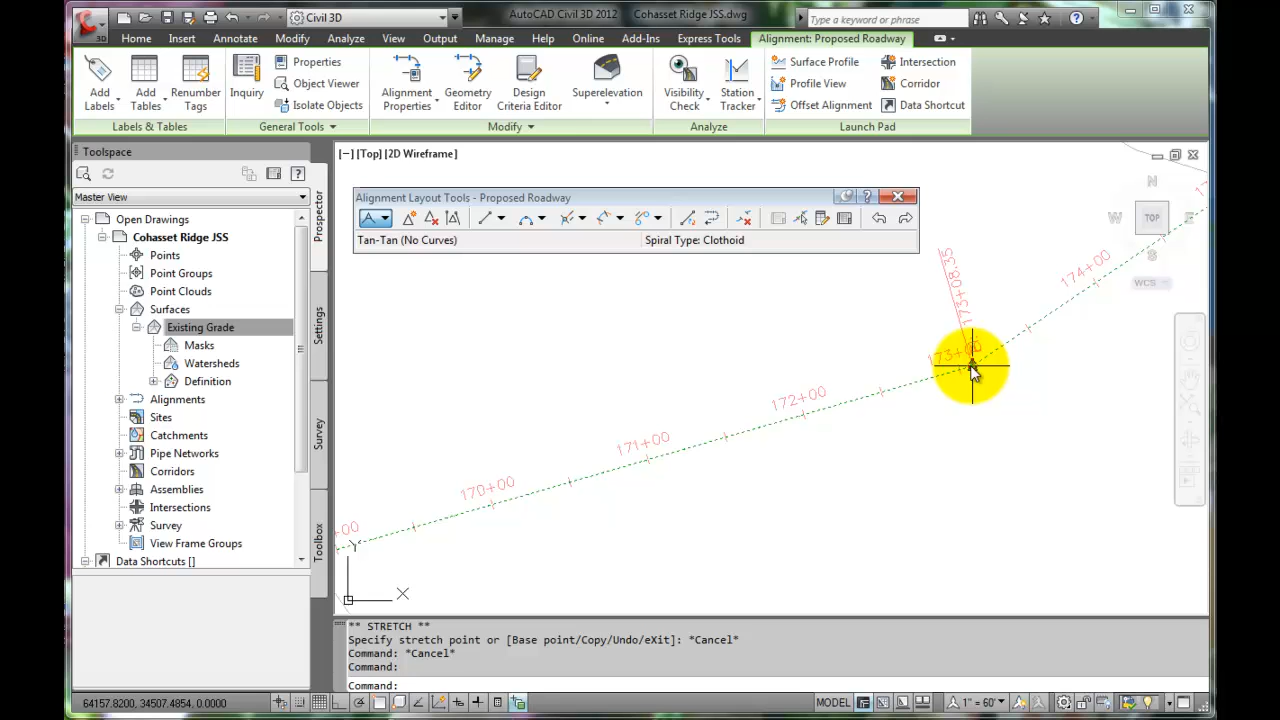 Civil 3D
AutoCAD Civil 3D 2012 Cohasset Ridge JSS.dwg
Type a keyword or phrase
3D
Home Insert Annotate Modify Analyze View Output Manage Help Online Add-Ins Express Tools Alignment: Proposed Roadway
Add Labels
Add Tables
Renumber Tags
Inquiry
Properties
Object Viewer
Isolate Objects
Alignment Properties
Geometry Editor
Design Criteria Editor
Superelevation
Visibility Check
Station Tracker
Surface Profile
Profile View
Offset Alignment
Intersection
Corridor
Data Shortcut
Labels & Tables General Tools Modify Analyze Launch Pad
Toolspace
Master View
Open Drawings
Cohasset Ridge JSS
Points
Point Groups
Point Clouds
Surfaces
Existing Grade
Masks
Watersheds
Definition
Alignments
Sites
Catchments
Pipe Networks
Corridors
Assemblies
Intersections
Survey
View Frame Groups
Data Shortcuts []
Prospector
Settings
Survey
Toolbox
[−][Top][2D Wireframe]
Alignment Layout Tools - Proposed Roadway
Tan-Tan (No Curves) Spiral Type: Clothoid
N
W TOP E
S
WCS
174+00
173+08.35
173+00
172+00
171+00
170+00
+00
Y
X
** STRETCH **
Specify stretch point or [Base point/Copy/Undo/eXit]: *Cancel*
Command: *Cancel*
Command:
Command:
64157.8200, 34507.4854, 0.0000 MODEL 1" = 60'